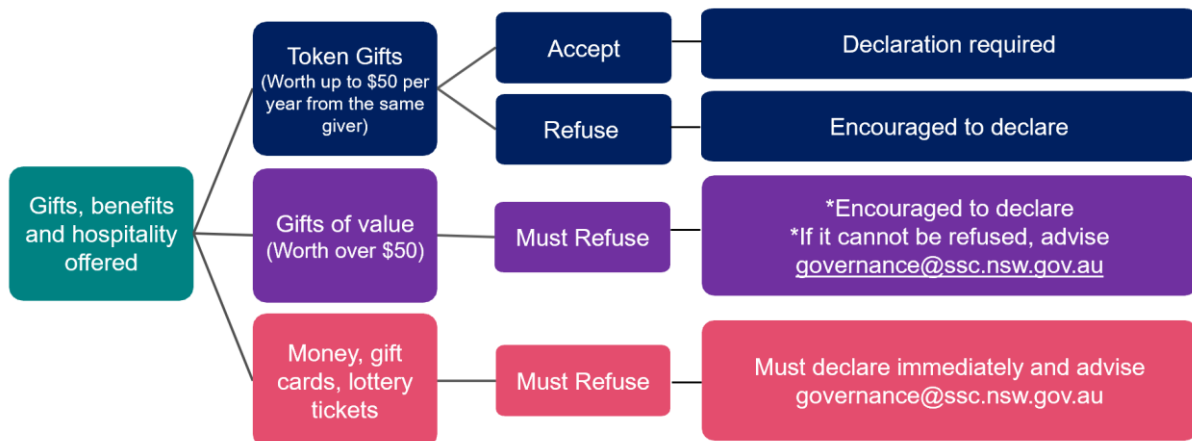 Token Gifts
(Worth up to $50 per
year from the same
giver)
Accept
Declaration required
Refuse
Encouraged to declare
Gifts, benefits
and hospitality
offered
Gifts of value
(Worth over $50)
Must Refuse
*Encouraged to declare
*If it cannot be refused, advise
governance@ssc.nsw.gov.au
Money, gift
cards, lottery
tickets
Must Refuse
Must declare immediately and advise
governance@ssc.nsw.gov.au